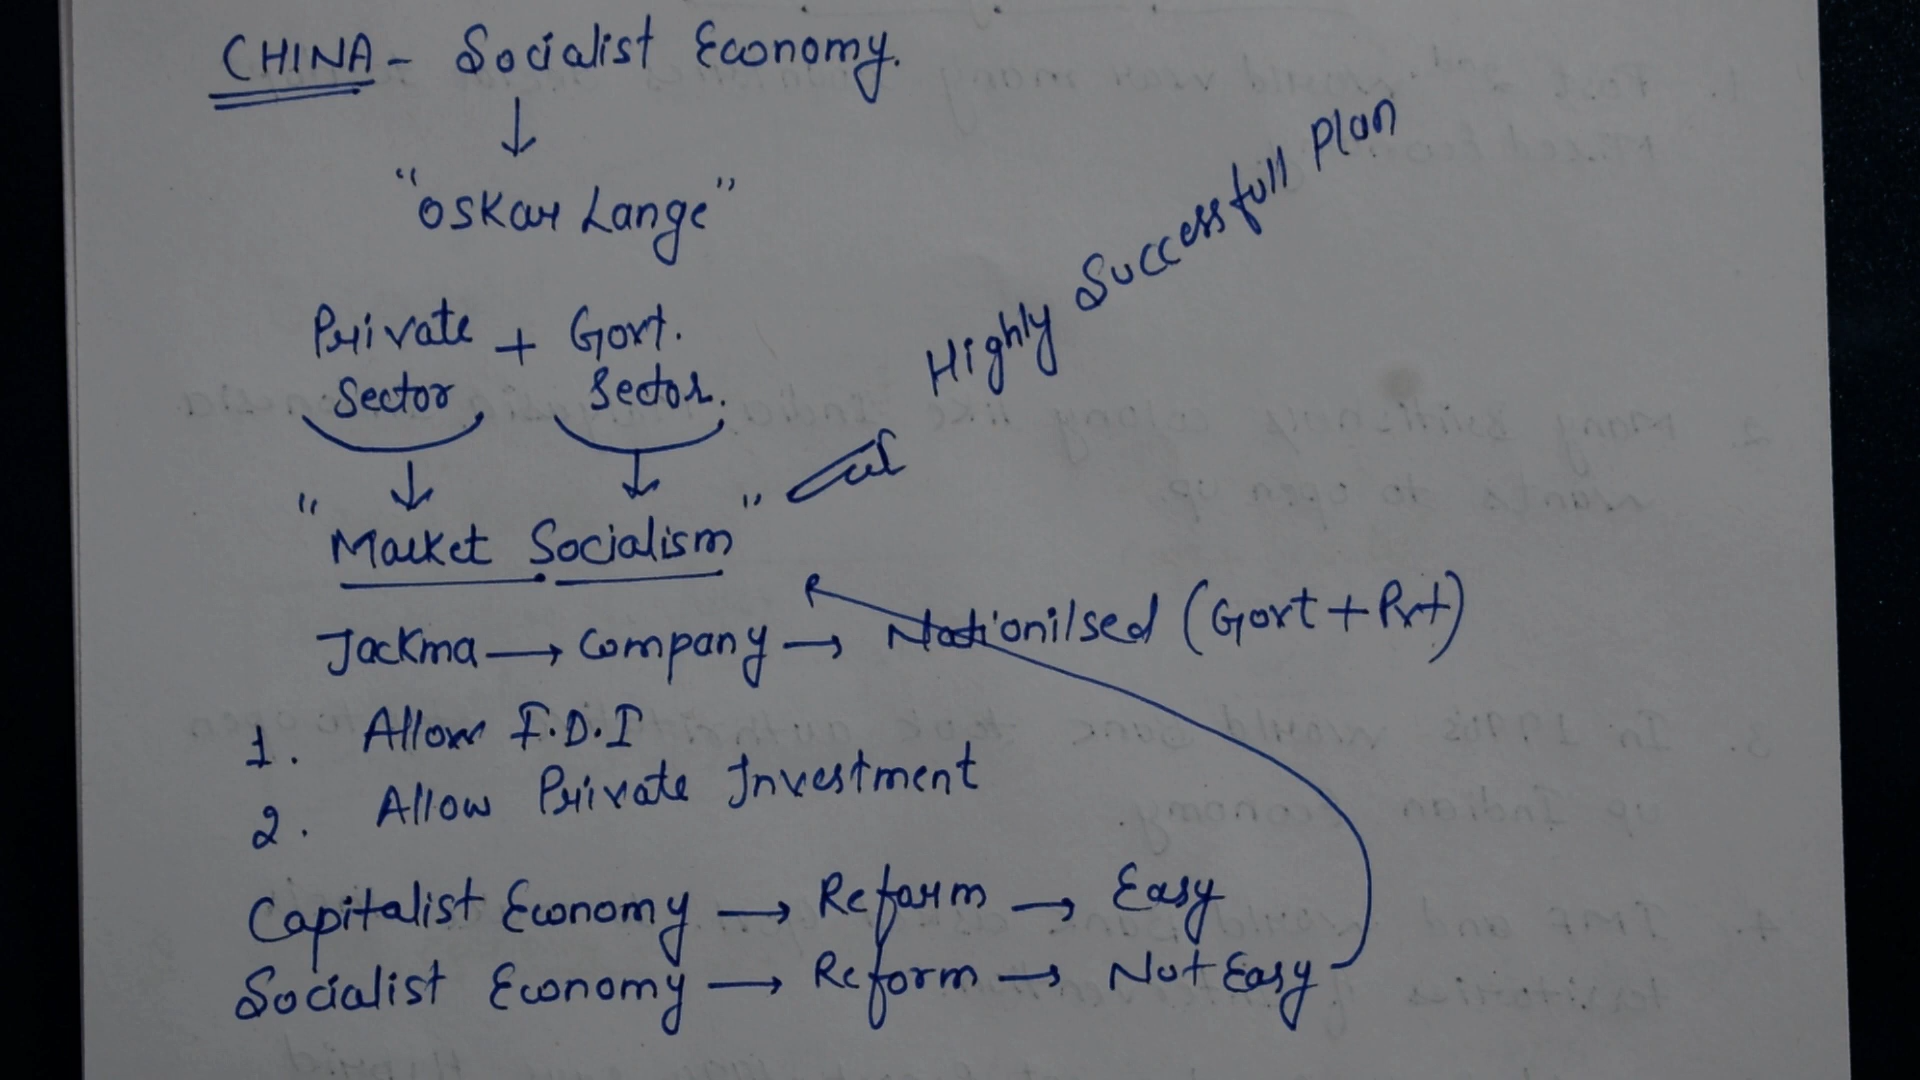 CHINA - Socialist Economy.
"Oskar Lange"
Private + Govt.
Sector Sector.
Highly Successfull Plan
"Market Socialism"
Jackma → Company → Nationilsed (Govt + Pvt)
1. Allow F.D.I
2. Allow Private Investment
Capitalist Economy → Reform → Easy
Socialist Economy → Reform → Not Easy